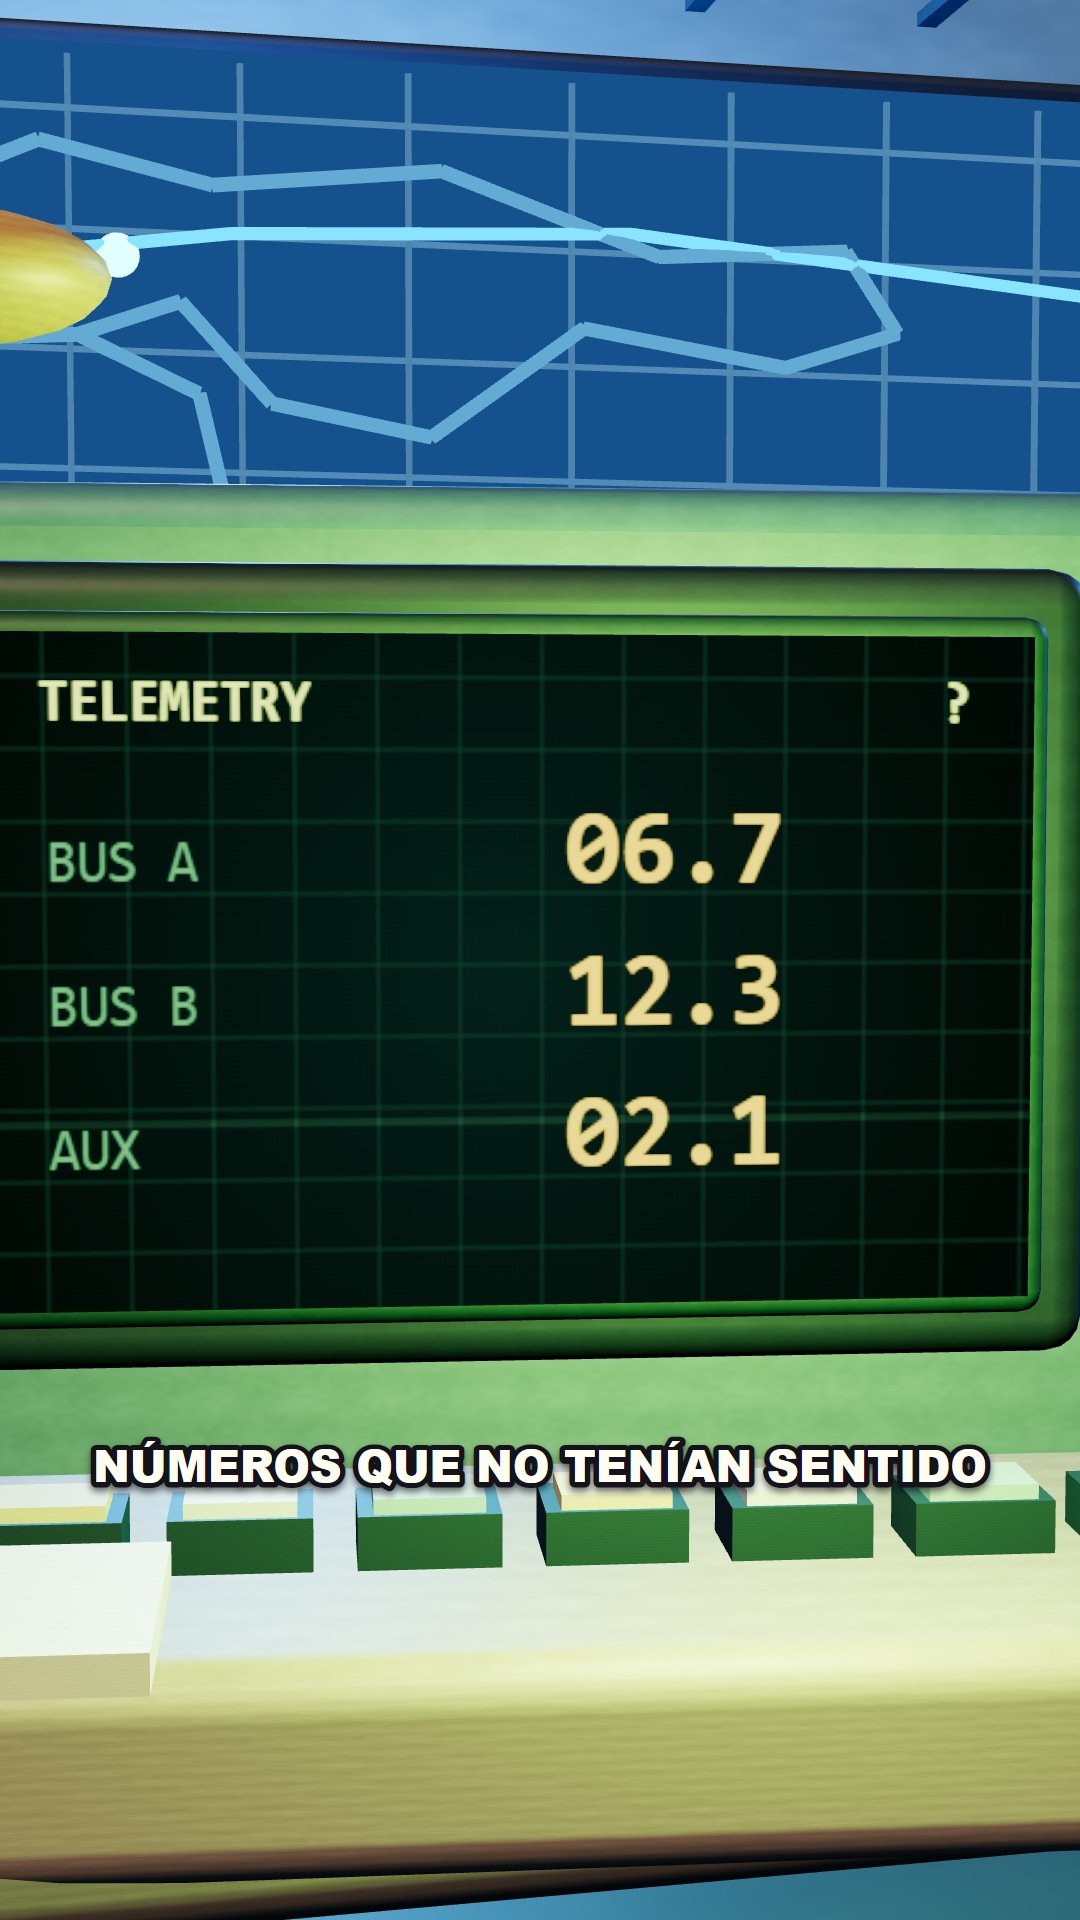 TELEMETRY ?
BUS A 06.7
BUS B 12.3
AUX 02.1
NÚMEROS QUE NO TENÍAN SENTIDO